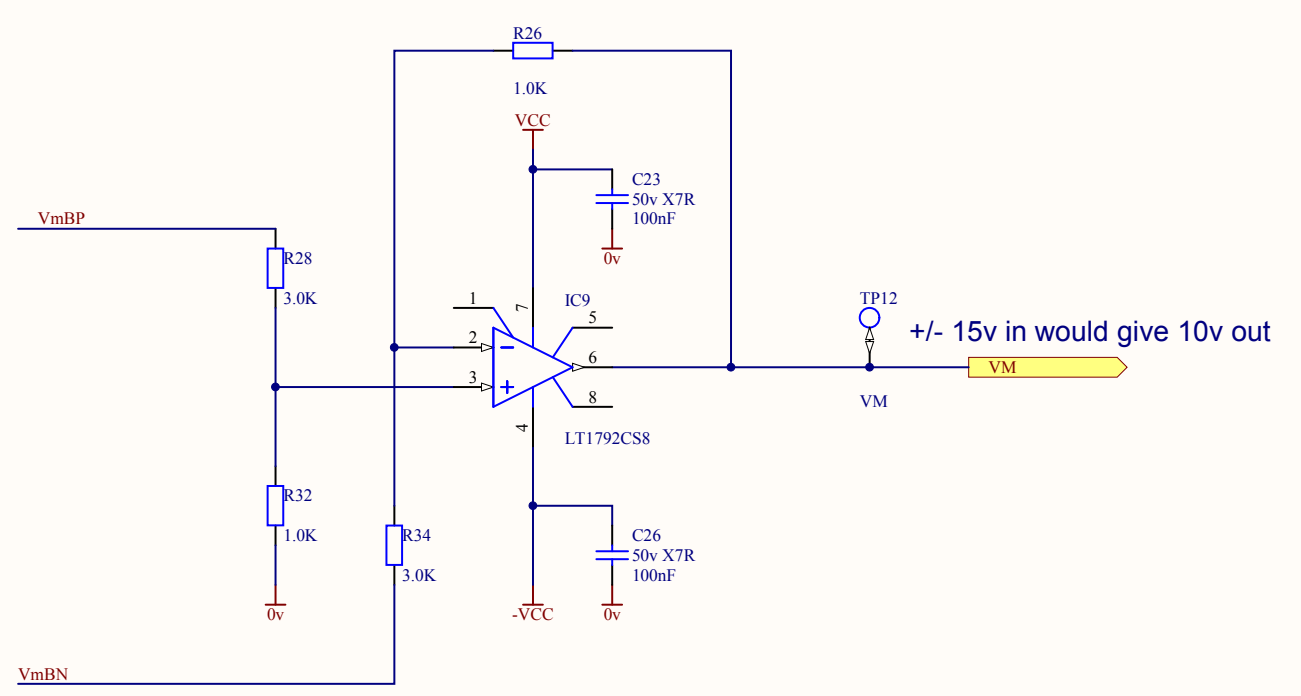 R26
1.0K
VCC
C23
50v X7R
100nF
0v
VmBP
R28
3.0K
1
7
IC9
5
2
6
3
8
4
LT1792CS8
TP12
+/- 15v in would give 10v out
VM
VM
R32
1.0K
0v
R34
3.0K
C26
50v X7R
100nF
-VCC
0v
VmBN